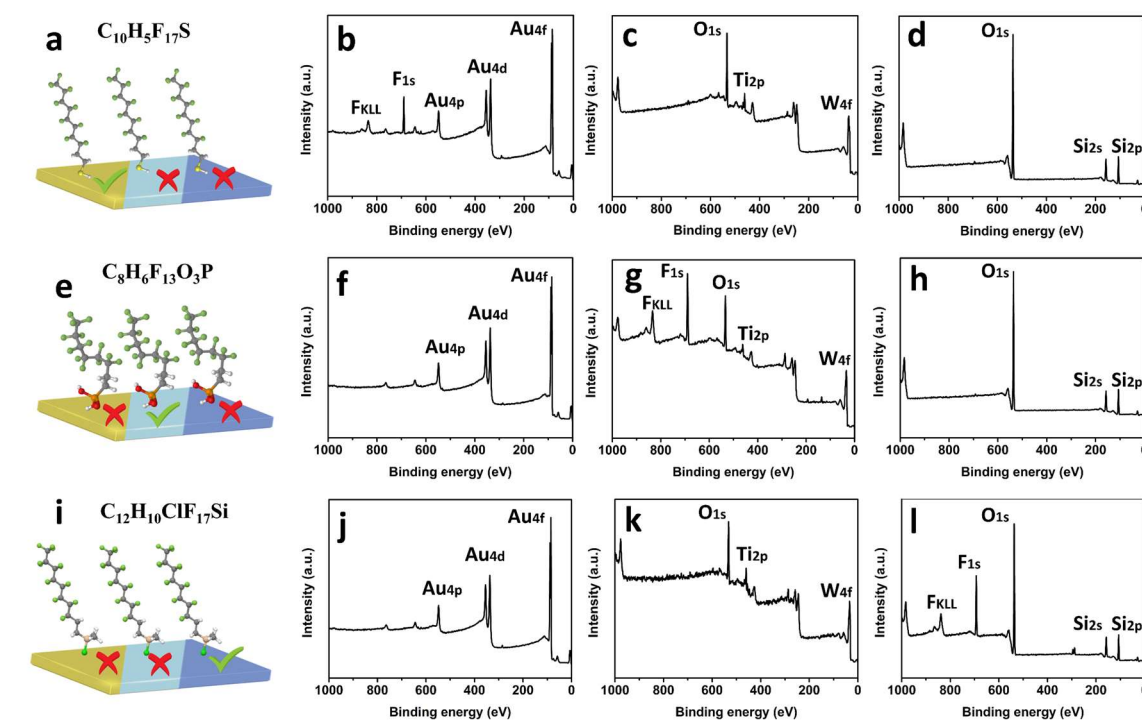 a
C₁₀H₅F₁₇S
b
Intensity (a.u.)
FKLL
F1s
Au4p
Au4d
Au4f
1000 800 600 400 200 0
Binding energy (eV)
c
Intensity (a.u.)
O1s
Ti2p
W4f
1000 800 600 400 200 0
Binding energy (eV)
d
Intensity (a.u.)
O1s
Si2s
Si2p
1000 800 600 400 200 0
Binding energy (eV)
e
C₈H₆F₁₃O₃P
f
Intensity (a.u.)
Au4p
Au4d
Au4f
1000 800 600 400 200 0
Binding energy (eV)
g
Intensity (a.u.)
FKLL
F1s
O1s
Ti2p
W4f
1000 800 600 400 200 0
Binding energy (eV)
h
Intensity (a.u.)
O1s
Si2s
Si2p
1000 800 600 400 200 0
Binding energy (eV)
i
C₁₂H₁₀ClF₁₇Si
j
Intensity (a.u.)
Au4p
Au4d
Au4f
1000 800 600 400 200 0
Binding energy (eV)
k
Intensity (a.u.)
O1s
Ti2p
W4f
1000 800 600 400 200 0
Binding energy (eV)
l
Intensity (a.u.)
FKLL
F1s
O1s
Si2s
Si2p
1000 800 600 400 200 0
Binding energy (eV)